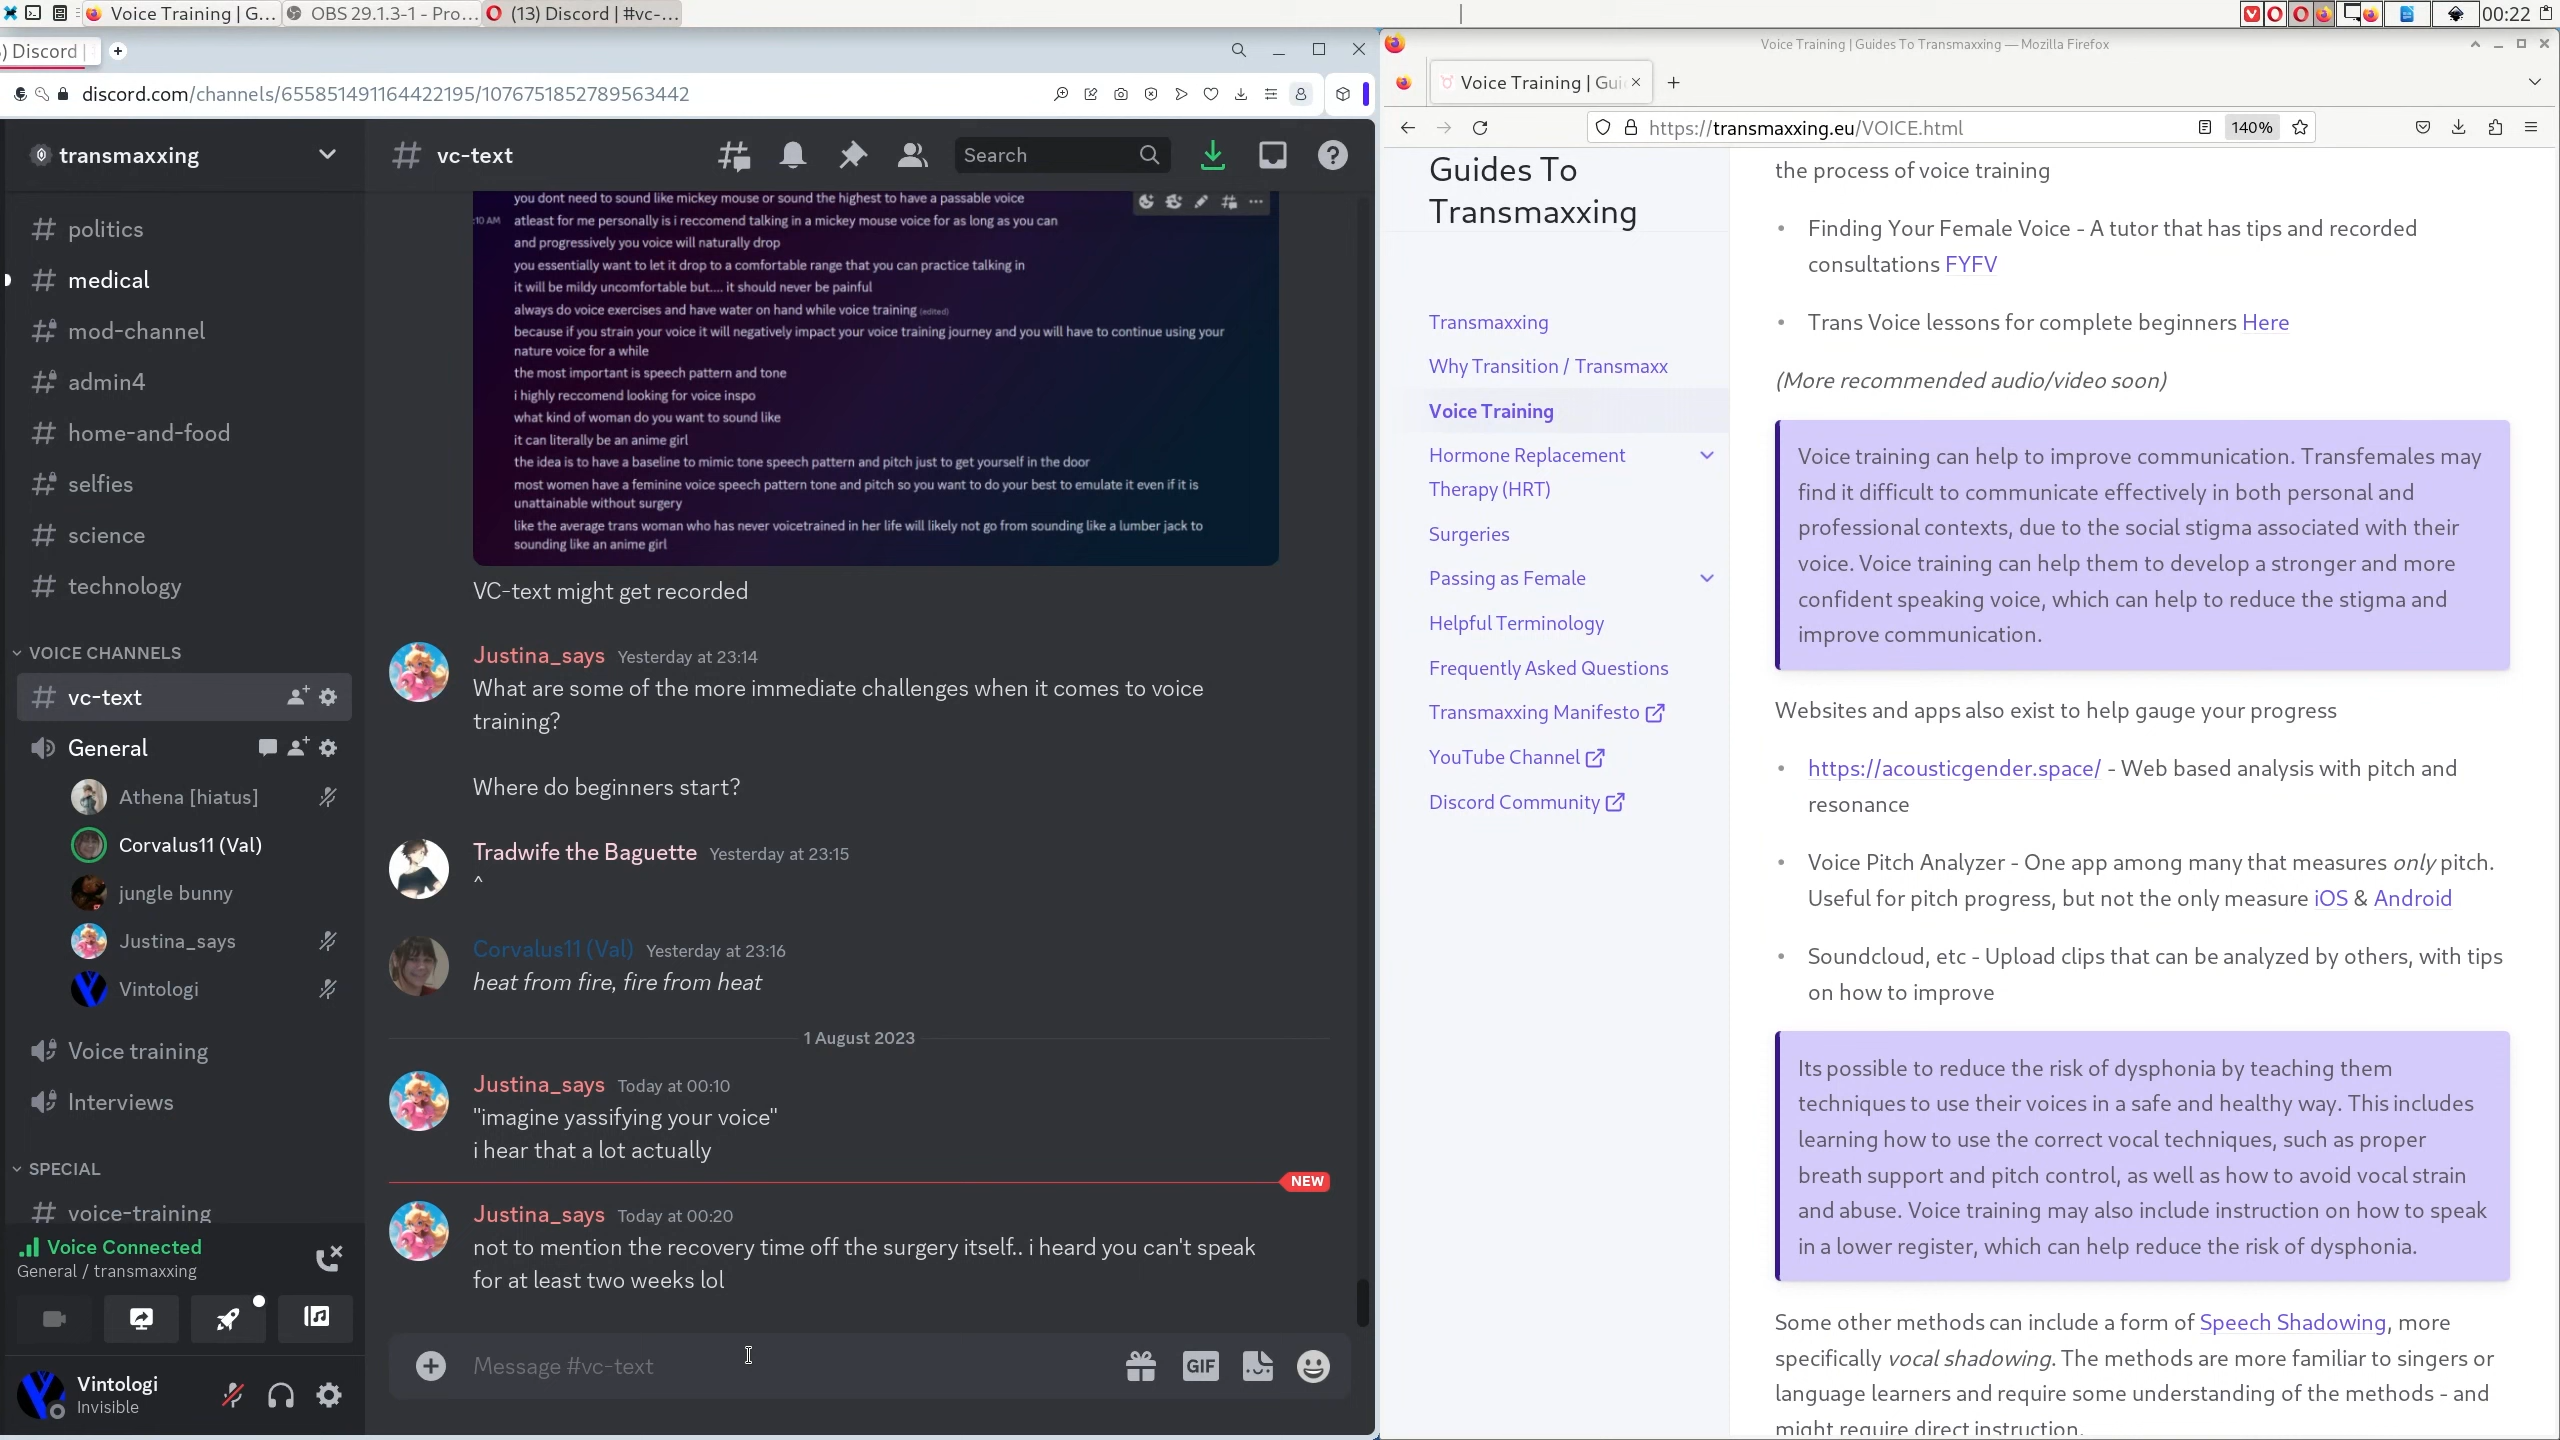 Voice Training | G...
OBS 29.1.3-1 - Pro...
(13) Discord | #vc-...
00:22
) Discord |
discord.com/channels/655851491164422195/1076751852789563442
transmaxxing
# politics
# medical
# mod-channel
# admin4
# home-and-food
# selfies
# science
# technology
VOICE CHANNELS
# vc-text
General
Athena [hiatus]
Corvalus11 (Val)
jungle bunny
Justina_says
Vintologi
Voice training
Interviews
SPECIAL
# voice-training
Voice Connected
General / transmaxxing
Vintologi
Invisible
# vc-text
Search
you dont need to sound like mickey mouse or sound the highest to have a passable voice
:10 AM atleast for me personally is i reccomend talking in a mickey mouse voice for as long as you can
and progressively you voice will naturally drop
you essentially want to let it drop to a comfortable range that you can practice talking in
it will be mildy uncomfortable but.... it should never be painful
always do voice exercises and have water on hand while voice training (edited)
because if you strain your voice it will negatively impact your voice training journey and you will have to continue using your
nature voice for a while
the most important is speech pattern and tone
i highly reccomend looking for voice inspo
what kind of woman do you want to sound like
it can literally be an anime girl
the idea is to have a baseline to mimic tone speech pattern and pitch just to get yourself in the door
most women have a feminine voice speech pattern tone and pitch so you want to do your best to emulate it even if it is
unattainable without surgery
like the average trans woman who has never voicetrained in her life will likely not go from sounding like a lumber jack to
sounding like an anime girl
VC-text might get recorded
Justina_says Yesterday at 23:14
What are some of the more immediate challenges when it comes to voice
training?
Where do beginners start?
Tradwife the Baguette Yesterday at 23:15
^
Corvalus11 (Val) Yesterday at 23:16
heat from fire, fire from heat
1 August 2023
Justina_says Today at 00:10
"imagine yassifying your voice"
i hear that a lot actually
NEW
Justina_says Today at 00:20
not to mention the recovery time off the surgery itself.. i heard you can't speak
for at least two weeks lol
Message #vc-text
GIF
Voice Training | Guides To Transmaxxing — Mozilla Firefox
Voice Training | Gui
https://transmaxxing.eu/VOICE.html
140%
Guides To
Transmaxxing
Transmaxxing
Why Transition / Transmaxx
Voice Training
Hormone Replacement
Therapy (HRT)
Surgeries
Passing as Female
Helpful Terminology
Frequently Asked Questions
Transmaxxing Manifesto
YouTube Channel
Discord Community
the process of voice training
• Finding Your Female Voice - A tutor that has tips and recorded
consultations FYFV
• Trans Voice lessons for complete beginners Here
(More recommended audio/video soon)
Voice training can help to improve communication. Transfemales may
find it difficult to communicate effectively in both personal and
professional contexts, due to the social stigma associated with their
voice. Voice training can help them to develop a stronger and more
confident speaking voice, which can help to reduce the stigma and
improve communication.
Websites and apps also exist to help gauge your progress
• https://acousticgender.space/ - Web based analysis with pitch and
resonance
• Voice Pitch Analyzer - One app among many that measures only pitch.
Useful for pitch progress, but not the only measure iOS & Android
• Soundcloud, etc - Upload clips that can be analyzed by others, with tips
on how to improve
Its possible to reduce the risk of dysphonia by teaching them
techniques to use their voices in a safe and healthy way. This includes
learning how to use the correct vocal techniques, such as proper
breath support and pitch control, as well as how to avoid vocal strain
and abuse. Voice training may also include instruction on how to speak
in a lower register, which can help reduce the risk of dysphonia.
Some other methods can include a form of Speech Shadowing, more
specifically vocal shadowing. The methods are more familiar to singers or
language learners and require some understanding of the methods - and
might require direct instruction.